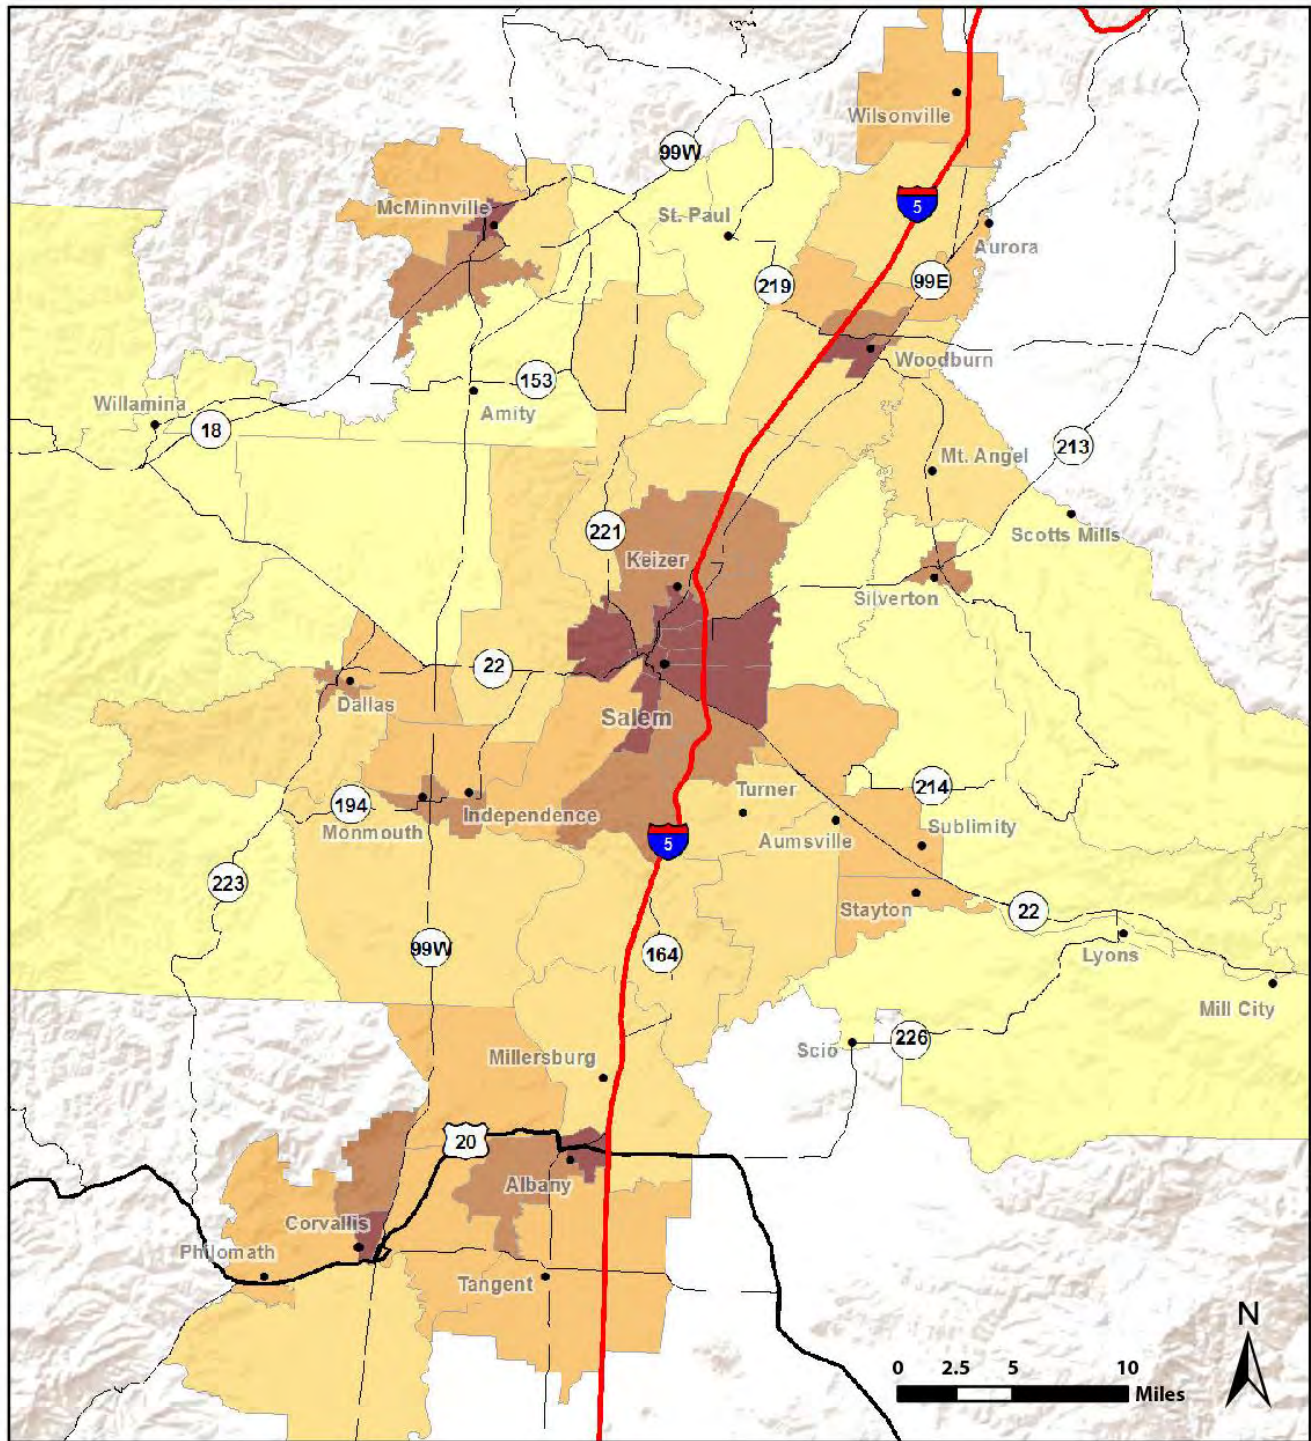 Wilsonville
99W
McMinnville
St. Paul
5
Aurora
219
99E
Woodburn
153
Willamina
Amity
18
213
Mt. Angel
Scotts Mills
221
Keizer
Silverton
22
Dallas
Salem
Turner
214
194
Independence
Monmouth
Aumsville
Sublimity
5
223
Stayton
22
99W
164
Lyons
Mill City
Scio
226
Millersburg
20
Albany
Corvallis
Philomath
Tangent
N
0 2.5 5 10
Miles